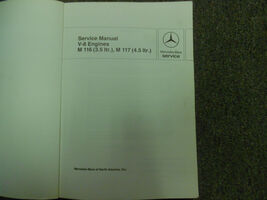 Service Manual
V-8 Engines
M 116 (3.5 ltr.), M 117 (4.5 ltr.)
Mercedes-Benz
service
Mercedes-Benz of North America, Inc.